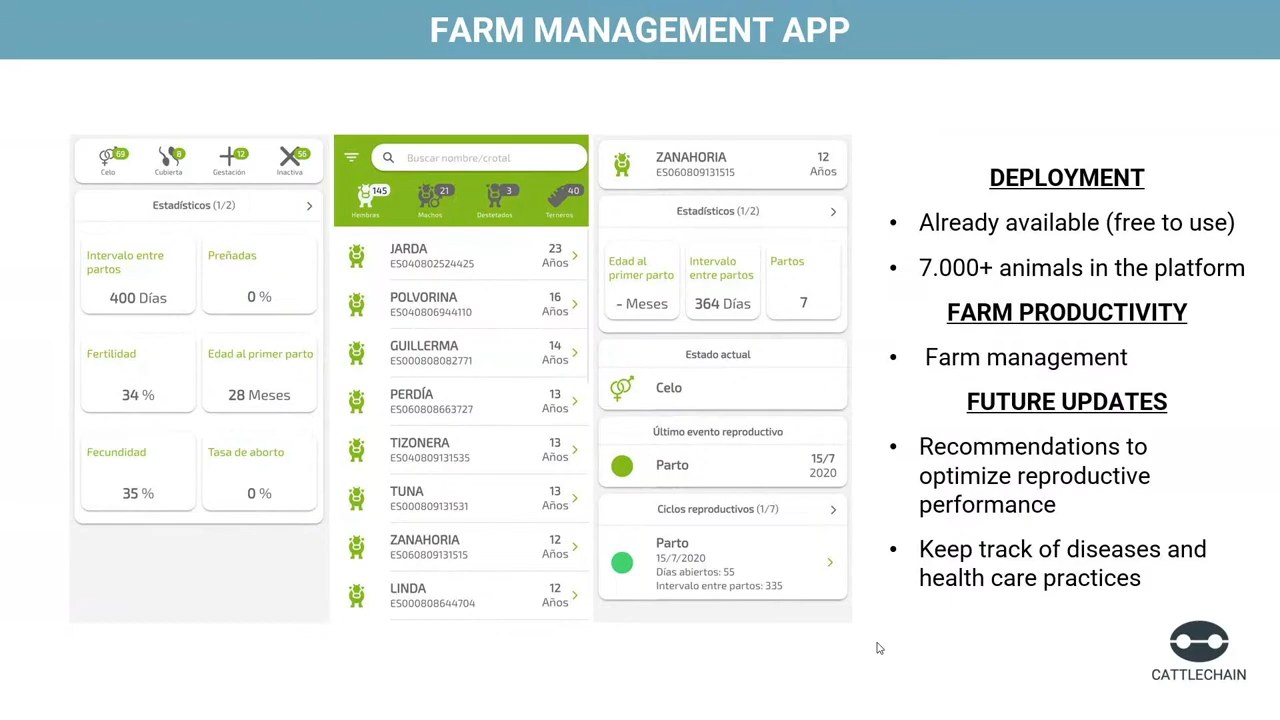 FARM MANAGEMENT APP
69
8
12
56
Celo
Cubierta
Gestación
Inactiva
Estadísticos (1/2)
Intervalo entre
partos
400 Días
Preñadas
0 %
Fertilidad
34 %
Edad al primer parto
28 Meses
Fecundidad
35 %
Tasa de aborto
0 %
Buscar nombre/crotal
145
21
3
40
Hembras
Machos
Destetados
Terneros
JARDA
ES040802524425
23
Años
POLVORINA
ES040806944110
16
Años
GUILLERMA
ES000808082771
14
Años
PERDÍA
ES060808663727
13
Años
TIZONERA
ES040809131535
13
Años
TUNA
ES000809131531
13
Años
ZANAHORIA
ES060809131515
12
Años
LINDA
ES000808644704
12
Años
ZANAHORIA
ES060809131515
12
Años
Estadísticos (1/2)
Edad al
primer parto
- Meses
Intervalo
entre partos
364 Días
Partos
7
Estado actual
Celo
Último evento reproductivo
Parto
15/7
2020
Ciclos reproductivos (1/7)
Parto
15/7/2020
Días abiertos: 55
Intervalo entre partos: 335
DEPLOYMENT
• Already available (free to use)
• 7.000+ animals in the platform
FARM PRODUCTIVITY
• Farm management
FUTURE UPDATES
• Recommendations to
optimize reproductive
performance
• Keep track of diseases and
health care practices
CATTLECHAIN